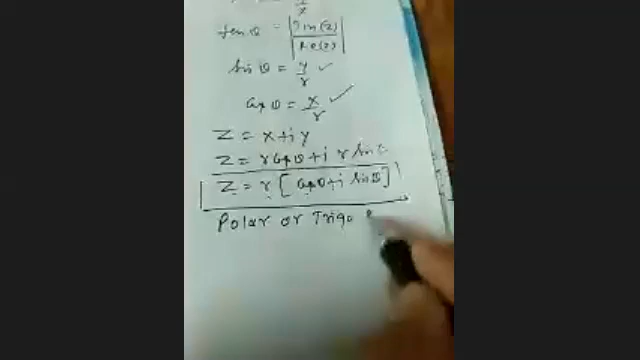 tan θ = |Im(z)| / |Re(z)|
sin θ = y/r ✓
cos θ = x/r ✓
Z = x+iy
Z = r cos θ + i r sin
Z = r [ cos θ + i sin θ ]
Polar or Trigo